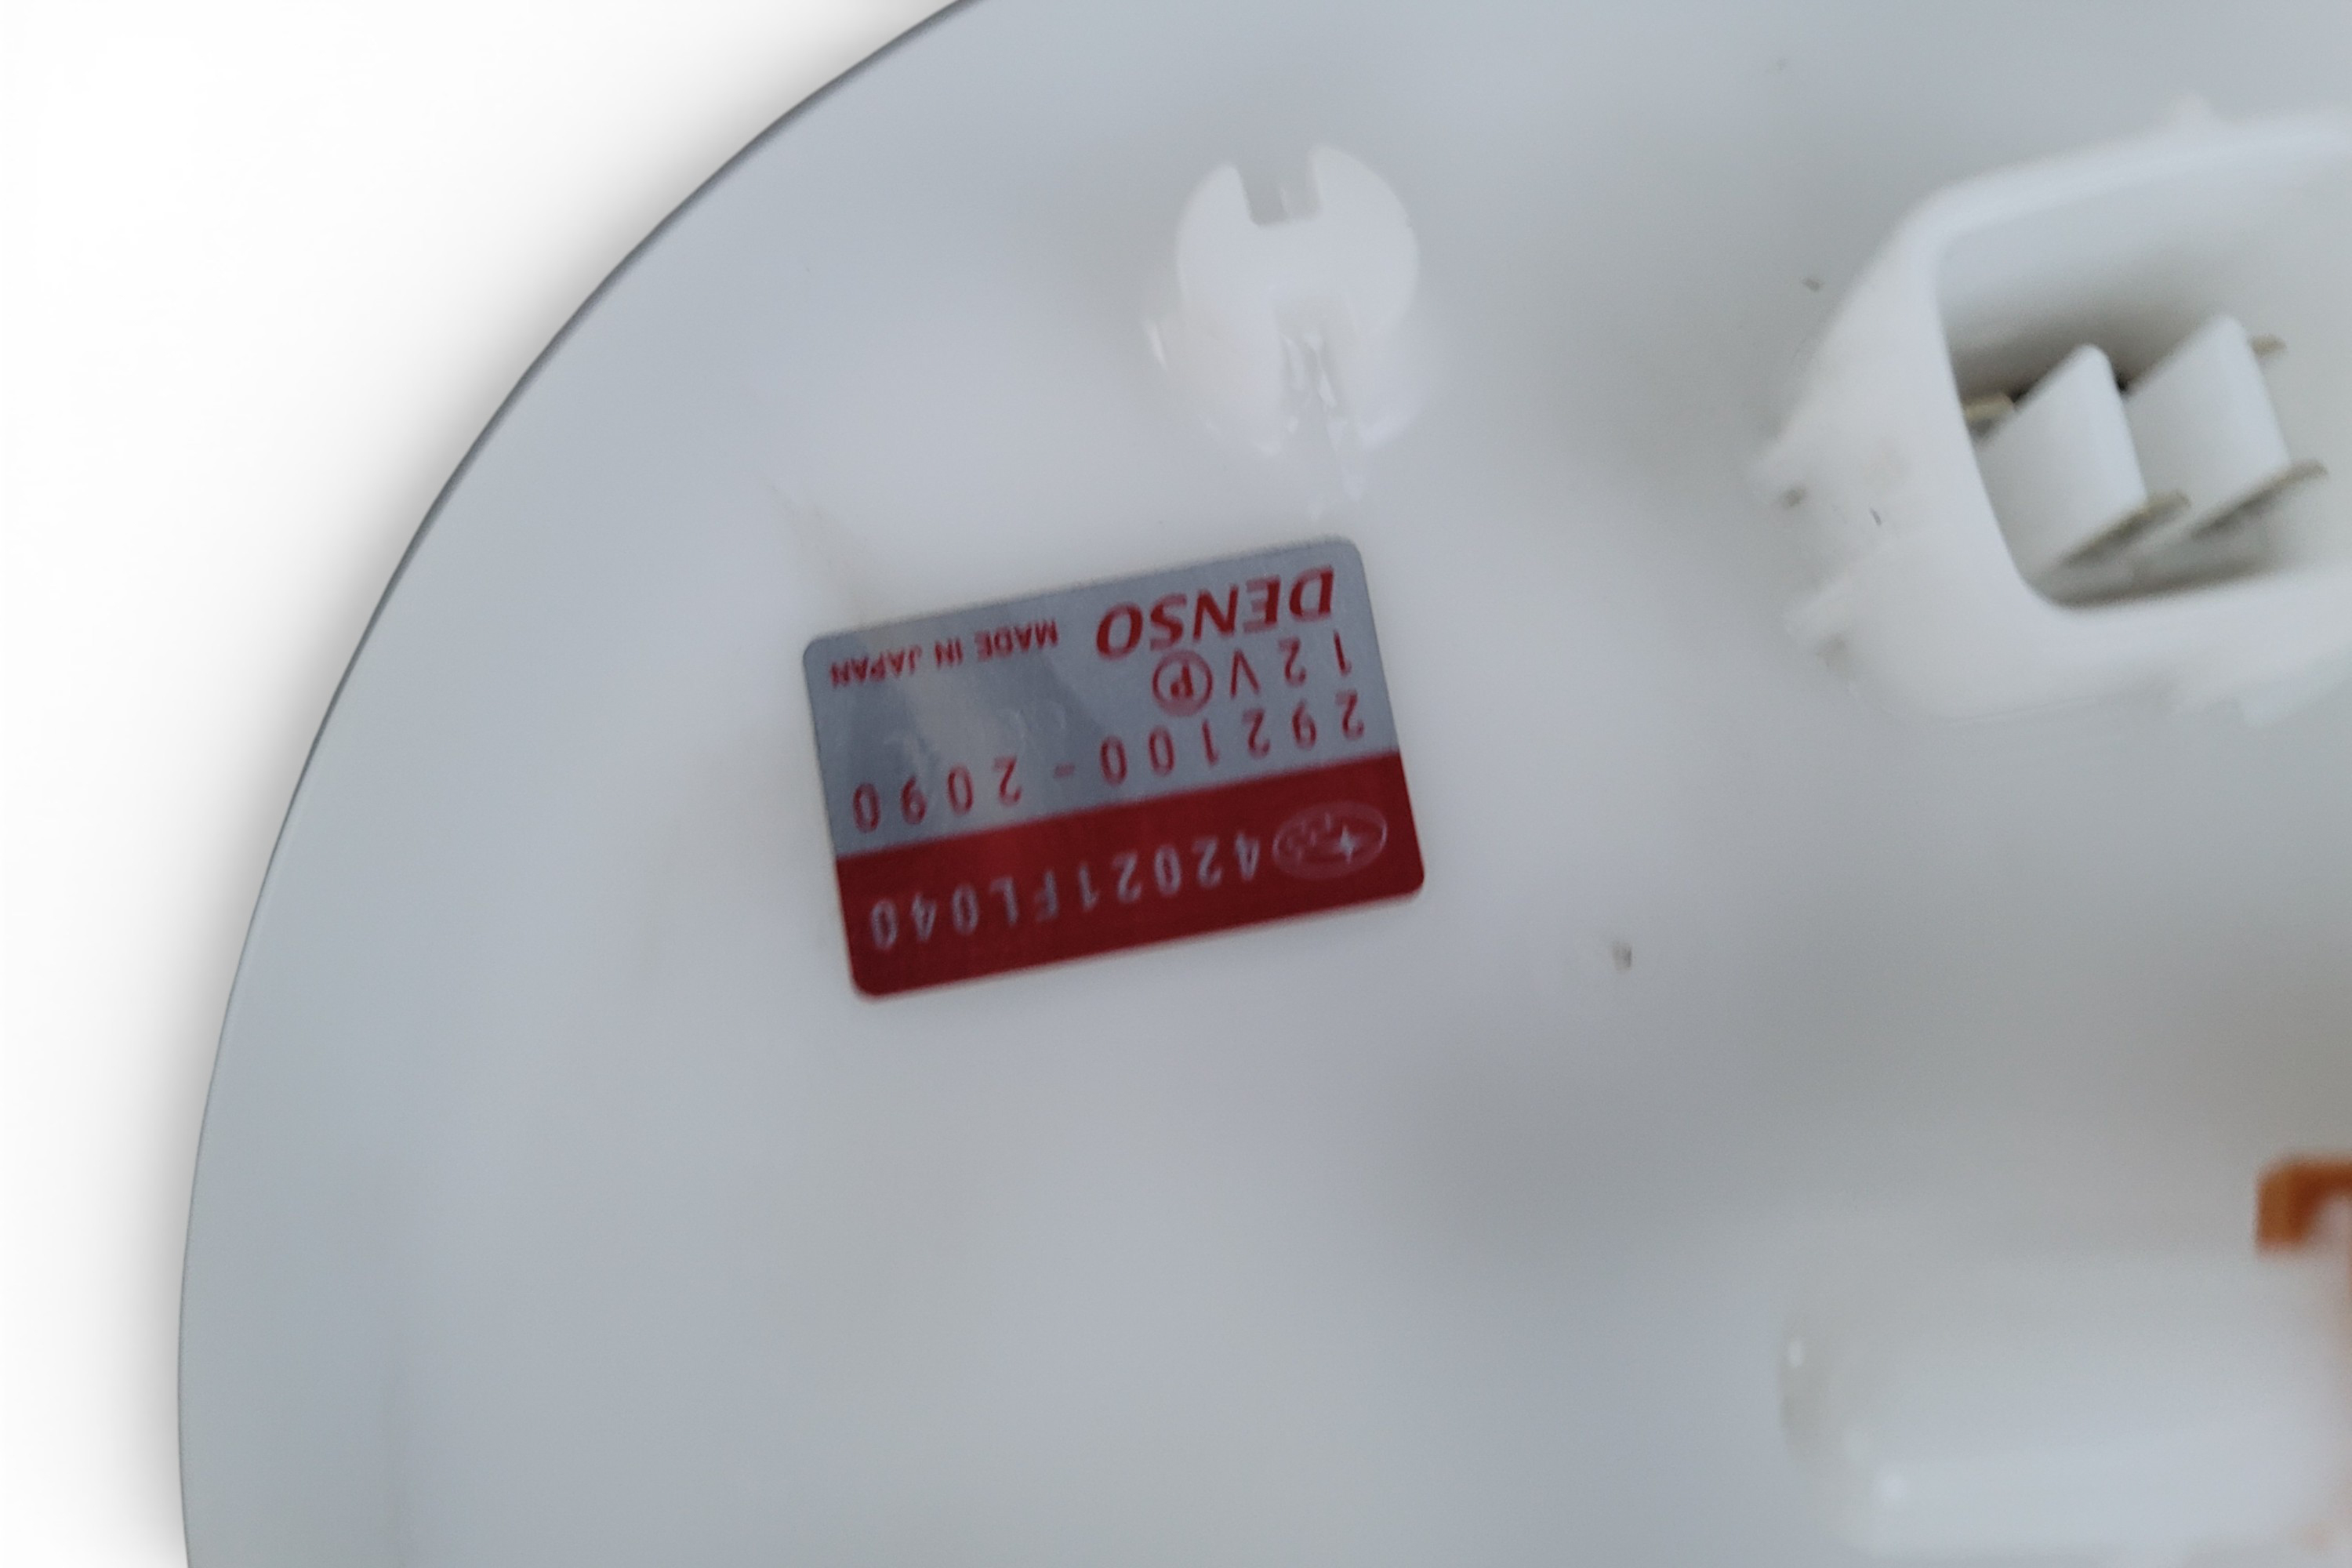 42021FL040
292100-2090
12V Ⓟ
DENSO MADE IN JAPAN